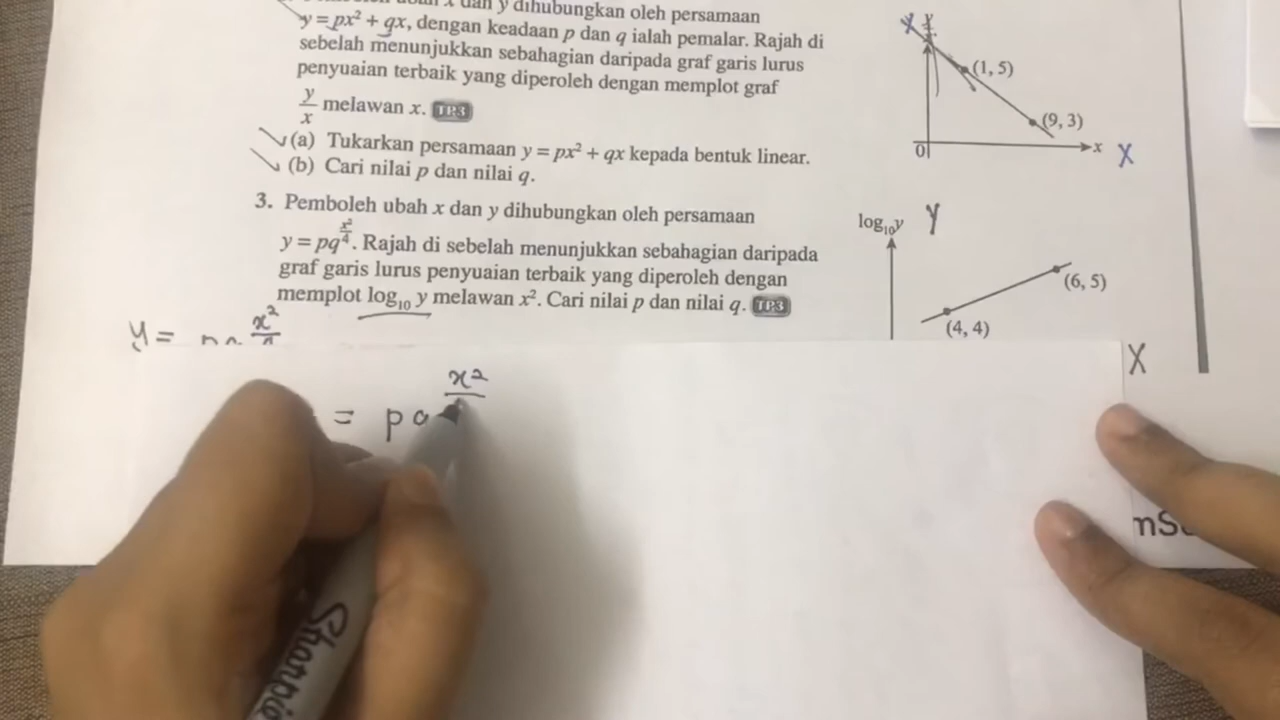 x dan y dihubungkan oleh persamaan
y = px² + qx, dengan keadaan p dan q ialah pemalar. Rajah di
sebelah menunjukkan sebahagian daripada graf garis lurus
penyuaian terbaik yang diperoleh dengan memplot graf
y/x melawan x. TP3
(a) Tukarkan persamaan y = px² + qx kepada bentuk linear.
(b) Cari nilai p dan nilai q.
Y y/x
(1, 5)
(9, 3)
0
x X
3. Pemboleh ubah x dan y dihubungkan oleh persamaan
y = pq^(x²/4). Rajah di sebelah menunjukkan sebahagian daripada
graf garis lurus penyuaian terbaik yang diperoleh dengan
memplot log₁₀ y melawan x². Cari nilai p dan nilai q. TP3
log₁₀y Y
(6, 5)
(4, 4)
X
y = x²
= p x²
Sharpie